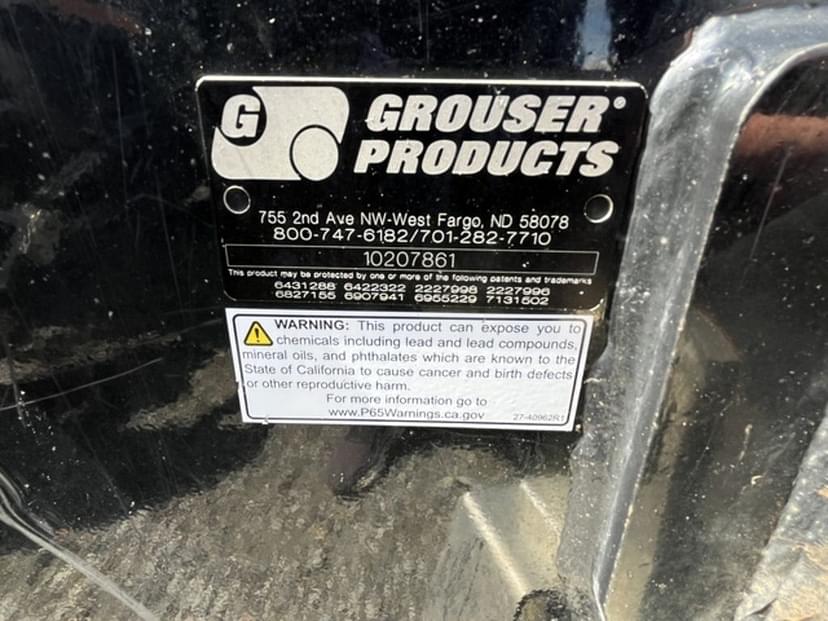 G
GROUSER®
PRODUCTS
755 2nd Ave NW-West Fargo, ND 58078
800-747-6182/701-282-7710
10207861
This product may be protected by one or more of the following patents and trademarks
6431288 6422322 2227998 2227996
6827155 6907941 6955229 7131502
WARNING: This product can expose you to
chemicals including lead and lead compounds,
mineral oils, and phthalates which are known to the
State of California to cause cancer and birth defects
or other reproductive harm.
For more information go to
www.P65Warnings.ca.gov
27-40962R1